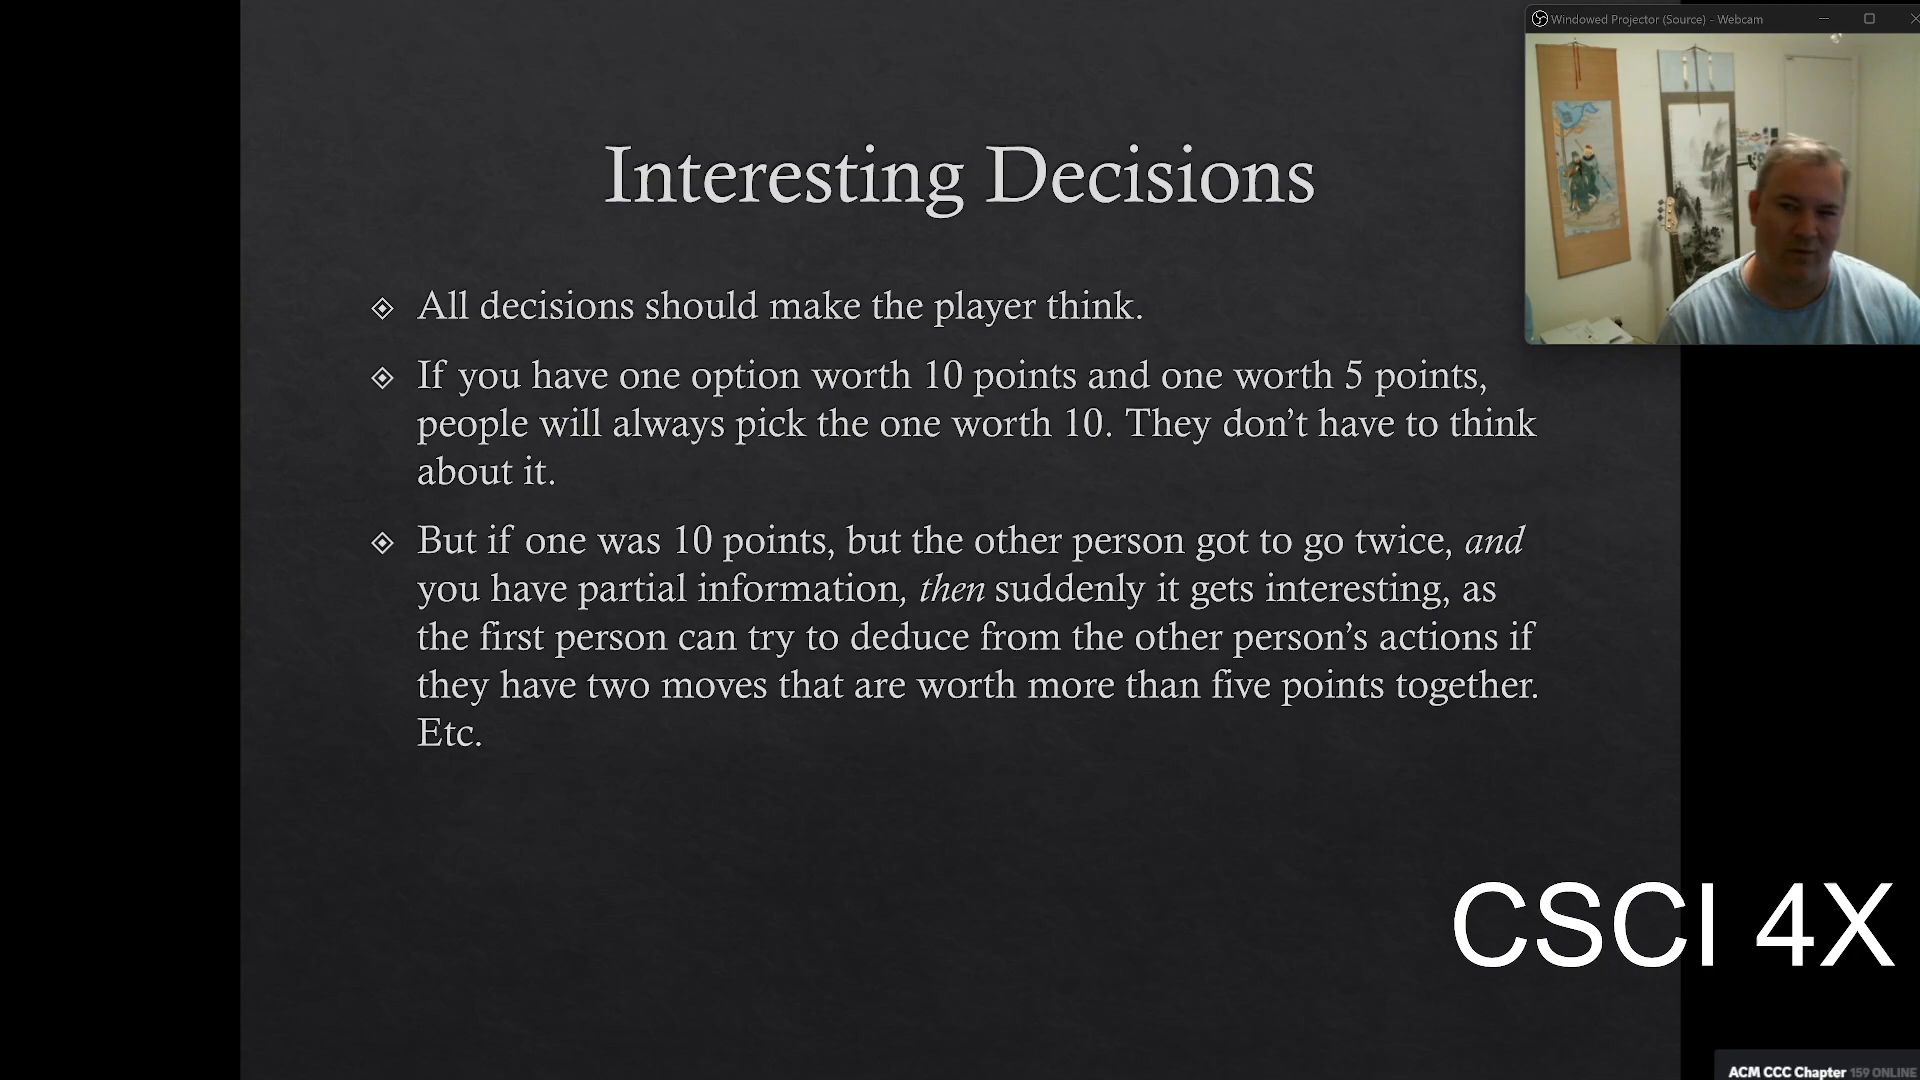 Windowed Projector (Source) - Webcam
Interesting Decisions
All decisions should make the player think.
If you have one option worth 10 points and one worth 5 points,
people will always pick the one worth 10. They don’t have to think
about it.
But if one was 10 points, but the other person got to go twice, and
you have partial information, then suddenly it gets interesting, as
the first person can try to deduce from the other person’s actions if
they have two moves that are worth more than five points together.
Etc.
CSCI 4X
ACM CCC Chapter 159 ONLINE